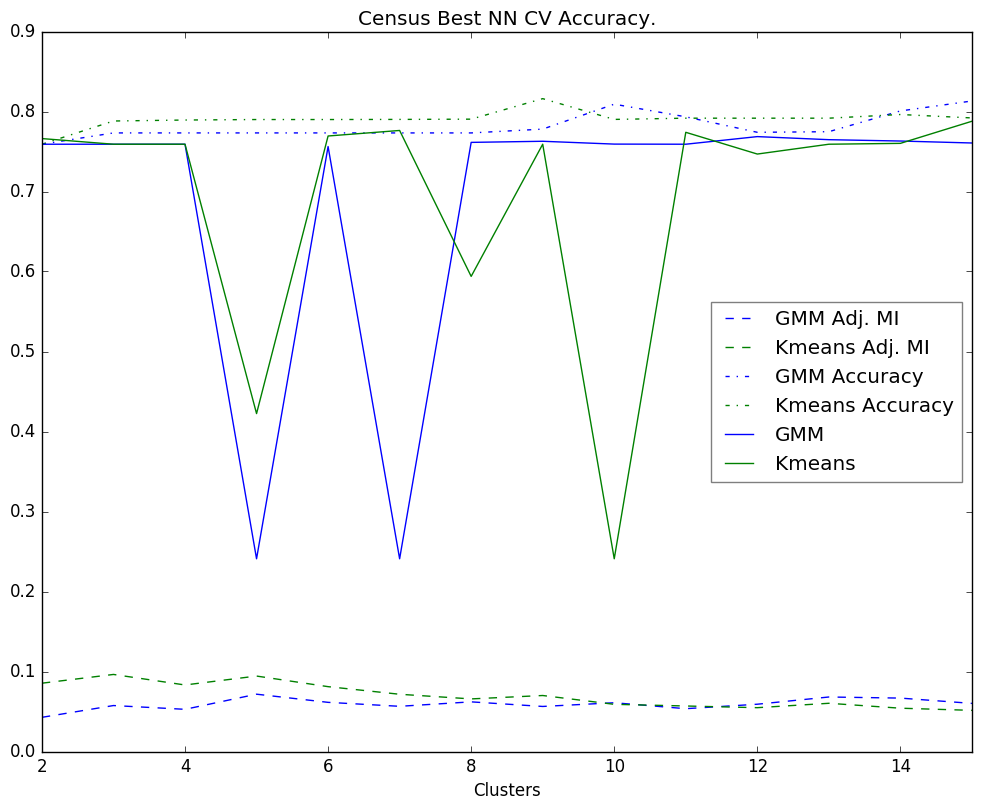 Census Best NN CV Accuracy.
0.9
0.8
0.7
0.6
0.5
0.4
0.3
0.2
0.1
0.0
GMM Adj. MI
Kmeans Adj. MI
GMM Accuracy
Kmeans Accuracy
GMM
Kmeans
2 4 6 8 10 12 14
Clusters